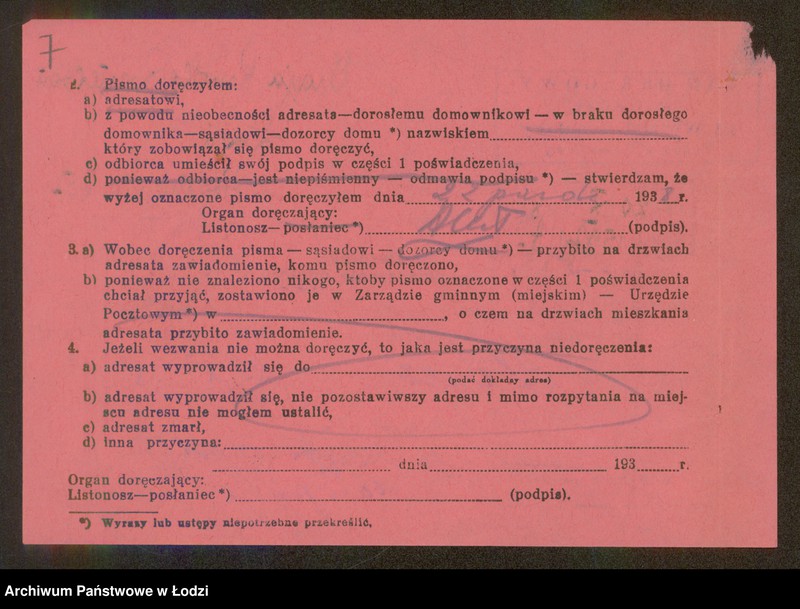 7
2. Pismo doręczyłem:
a) adresatowi,
b) z powodu nieobecności adresata—dorosłemu domownikowi — w braku dorosłego
domownika—sąsiadowi—dozorcy domu *) nazwiskiem
który zobowiązał się pismo doręczyć,
c) odbiorca umieścił swój podpis w części 1 poświadczenia,
d) ponieważ odbiorca—jest niepiśmienny — odmawia podpisu *) — stwierdzam, że
wyżej oznaczone pismo doręczyłem dnia 22 paźdz 1938 r.
Organ doręczający:
Listonosz—posłaniec *) (podpis).
3. a) Wobec doręczenia pisma — sąsiadowi — dozorcy domu *) — przybito na drzwiach
adresata zawiadomienie, komu pismo doręczono,
b) ponieważ nie znaleziono nikogo, ktoby pismo oznaczone w części 1 poświadczenia
chciał przyjąć, zostawiono je w Zarządzie gminnym (miejskim) — Urzędzie
Pocztowym *) w , o czem na drzwiach mieszkania
adresata przybito zawiadomienie.
4. Jeżeli wezwania nie można doręczyć, to jaka jest przyczyna niedoręczenia:
a) adresat wyprowadził się do
(podać dokładny adres)
b) adresat wyprowadził się, nie pozostawiwszy adresu i mimo rozpytania na miej-
scu adresu nie mogłem ustalić,
c) adresat zmarł,
d) inna przyczyna:
dnia 193 r.
Organ doręczający:
Listonosz—posłaniec *) (podpis).
*) Wyrazy lub ustępy niepotrzebne przekreślić.
Archiwum Państwowe w Łodzi